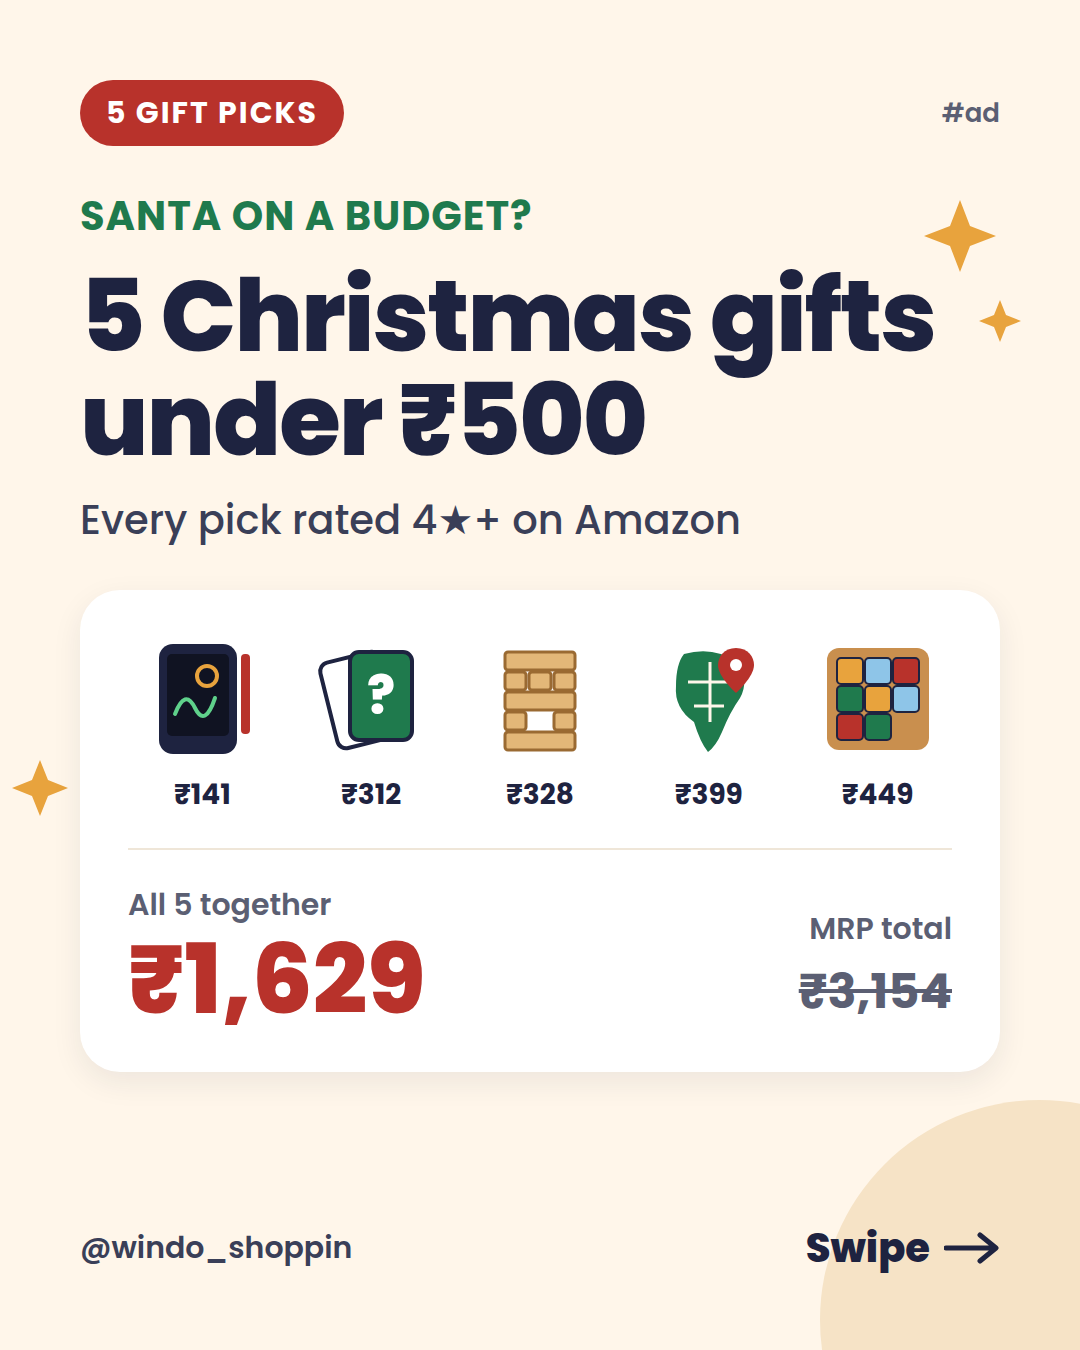 5 GIFT PICKS
#ad
SANTA ON A BUDGET?
5 Christmas gifts
under ₹500
Every pick rated 4★+ on Amazon
?
₹141
₹312
₹328
₹399
₹449
All 5 together
₹1,629
MRP total
₹3,154
@windo_shoppin
Swipe →